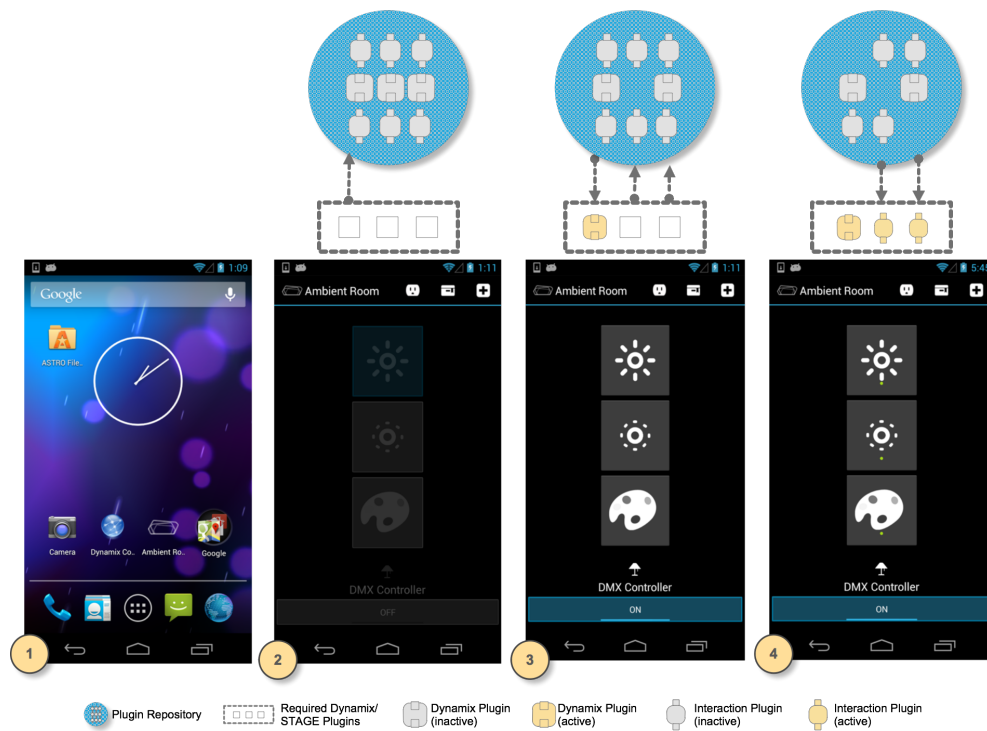 1:09
Google
ASTRO File..
Camera
Dynamix Co..
Ambient Ro..
Google
1
1:11
Ambient Room
DMX Controller
OFF
2
1:11
Ambient Room
DMX Controller
ON
3
5:45
Ambient Room
DMX Controller
ON
4
Plugin Repository
Required Dynamix/
STAGE Plugins
Dynamix Plugin
(inactive)
Dynamix Plugin
(active)
Interaction Plugin
(inactive)
Interaction Plugin
(active)